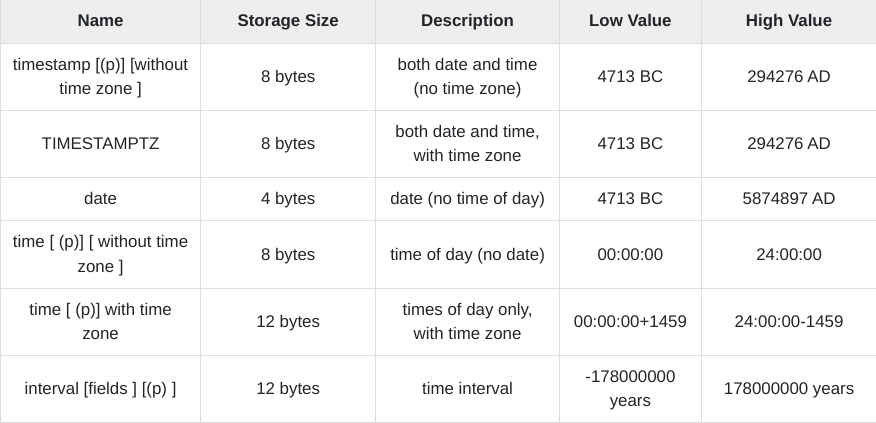 Name Storage Size Description Low Value High Value
timestamp [(p)] [without
time zone ]
8 bytes
both date and time
(no time zone)
4713 BC
294276 AD
TIMESTAMPTZ
8 bytes
both date and time,
with time zone
4713 BC
294276 AD
date
4 bytes
date (no time of day)
4713 BC
5874897 AD
time [ (p)] [ without time
zone ]
8 bytes
time of day (no date)
00:00:00
24:00:00
time [ (p)] with time
zone
12 bytes
times of day only,
with time zone
00:00:00+1459
24:00:00-1459
interval [fields ] [(p) ]
12 bytes
time interval
-178000000
years
178000000 years